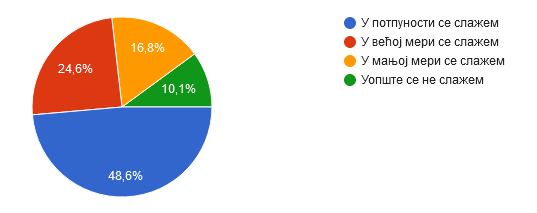 16,8%
24,6%
10,1%
48,6%
У потпуности се слажем
У већој мери се слажем
У мањој мери се слажем
Уопште се не слажем